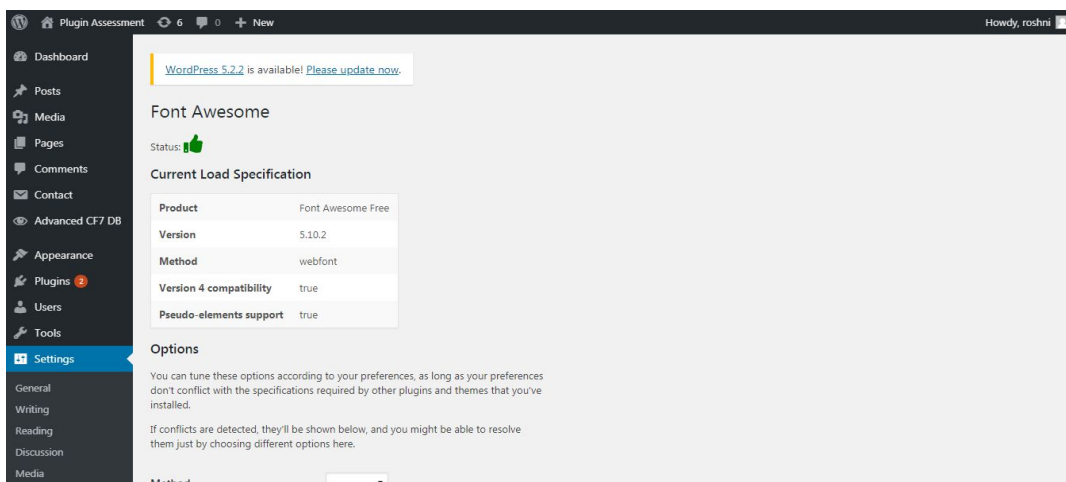 Plugin Assessment 6 0 + New Howdy, roshni
Dashboard
Posts
Media
Pages
Comments
Contact
Advanced CF7 DB
Appearance
Plugins 2
Users
Tools
Settings
General
Writing
Reading
Discussion
Media
WordPress 5.2.2 is available! Please update now.
Font Awesome
Status:
Current Load Specification
Product Font Awesome Free
Version 5.10.2
Method webfont
Version 4 compatibility true
Pseudo-elements support true
Options
You can tune these options according to your preferences, as long as your preferences
don't conflict with the specifications required by other plugins and themes that you've
installed.
If conflicts are detected, they'll be shown below, and you might be able to resolve
them just by choosing different options here.
Method